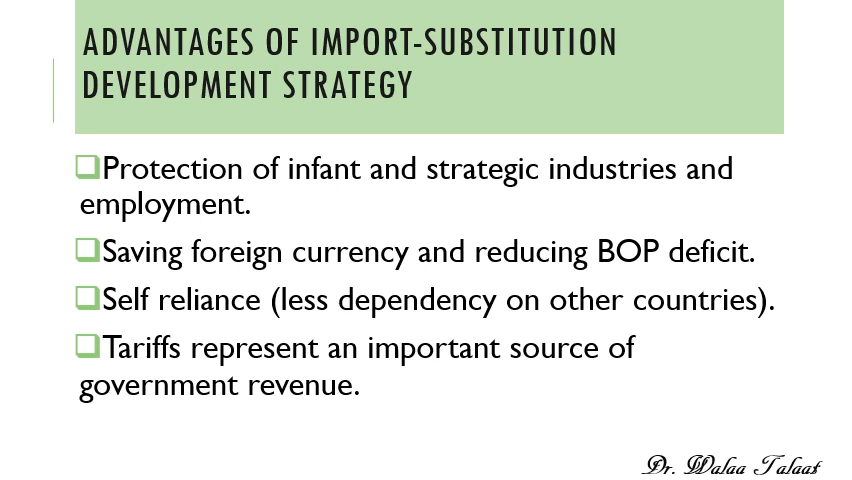 ADVANTAGES OF IMPORT-SUBSTITUTION
DEVELOPMENT STRATEGY
Protection of infant and strategic industries and
employment.
Saving foreign currency and reducing BOP deficit.
Self reliance (less dependency on other countries).
Tariffs represent an important source of
government revenue.
Dr. Walaa Talaat